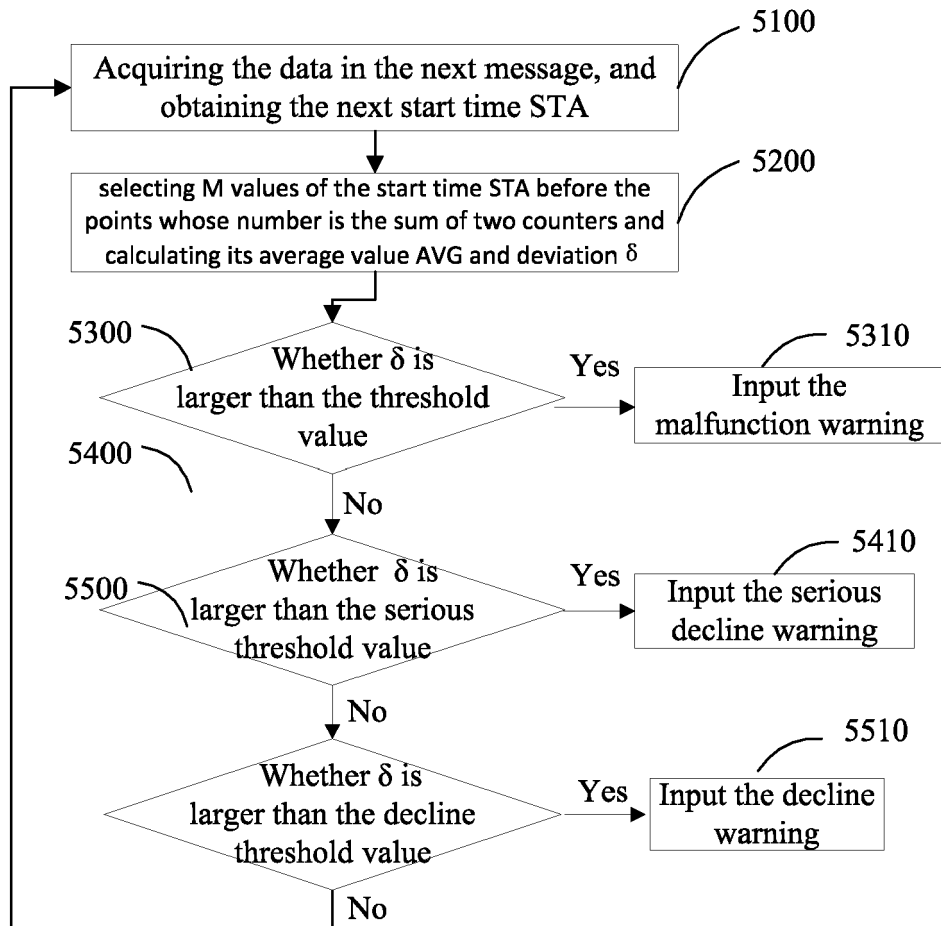 5100
Acquiring the data in the next message, and
obtaining the next start time STA
5200
selecting M values of the start time STA before the
points whose number is the sum of two counters and
calculating its average value AVG and deviation δ
5300
Whether δ is
larger than the threshold
value
Yes
5310
Input the
malfunction warning
5400
No
5500
Whether δ is
larger than the serious
threshold value
Yes
5410
Input the serious
decline warning
No
Whether δ is
larger than the decline
threshold value
Yes
5510
Input the decline
warning
No